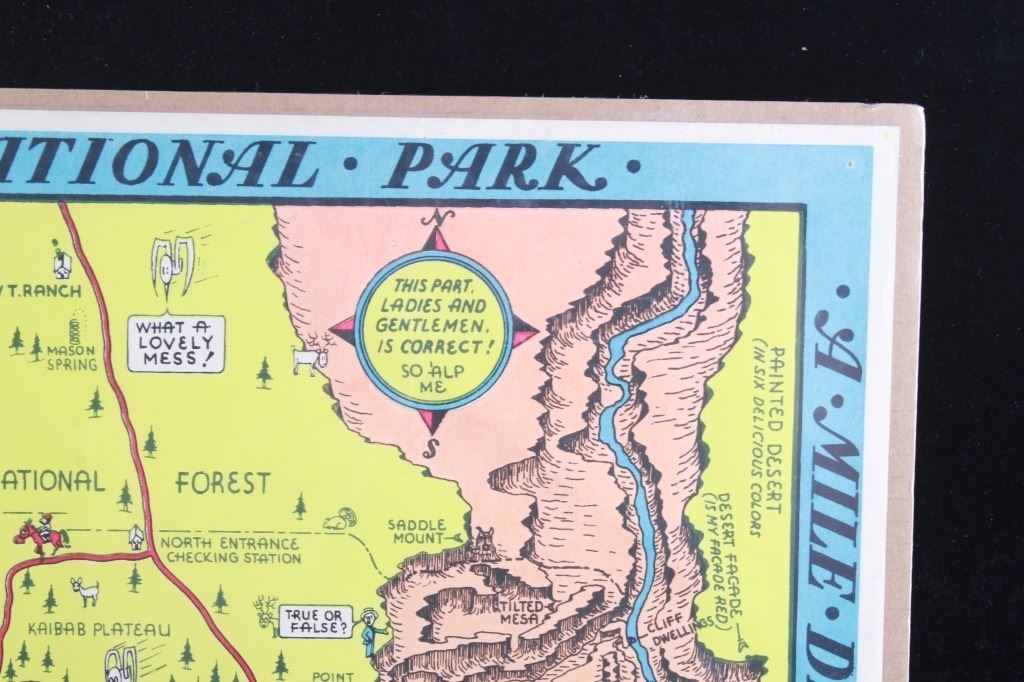 ATIONAL · PARK ·
· A · MILE · D
N
THIS PART,
LADIES AND
GENTLEMEN,
IS CORRECT!
SO 'ALP
ME
S
T. RANCH
MASON
SPRING
WHAT A
LOVELY
MESS!
PAINTED DESERT
(IN SIX DELICIOUS COLORS)
ATIONAL FOREST
DESERT FACADE
(IS MY FACADE RED)
SADDLE
MOUNT
NORTH ENTRANCE
CHECKING STATION
TILTED
MESA
TRUE OR
FALSE?
CLIFF
DWELLINGS
KAIBAB PLATEAU
POINT